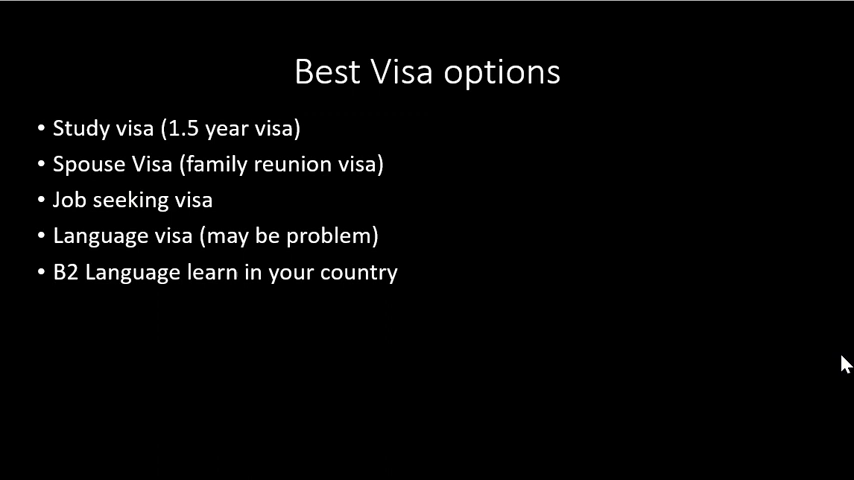 Best Visa options
• Study visa (1.5 year visa)
• Spouse Visa (family reunion visa)
• Job seeking visa
• Language visa (may be problem)
• B2 Language learn in your country